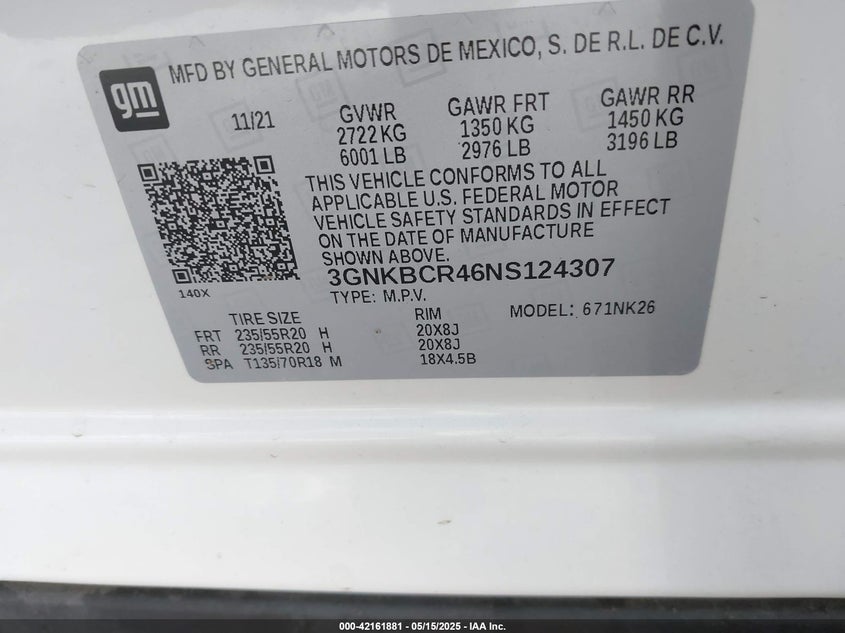 gm
MFD BY GENERAL MOTORS DE MEXICO, S. DE R.L. DE C.V.
11/21 GVWR GAWR FRT GAWR RR
2722 KG 1350 KG 1450 KG
6001 LB 2976 LB 3196 LB
THIS VEHICLE CONFORMS TO ALL
APPLICABLE U.S. FEDERAL MOTOR
VEHICLE SAFETY STANDARDS IN EFFECT
ON THE DATE OF MANUFACTURE
SHOWN ABOVE.
3GNKBCR46NS124307
140X
TYPE: M.P.V. MODEL: 671NK26
TIRE SIZE RIM
FRT 235/55R20 H 20X8J
RR 235/55R20 H 20X8J
SPA T135/70R18 M 18X4.5B
000-42161881 - 05/15/2025 - IAA Inc.